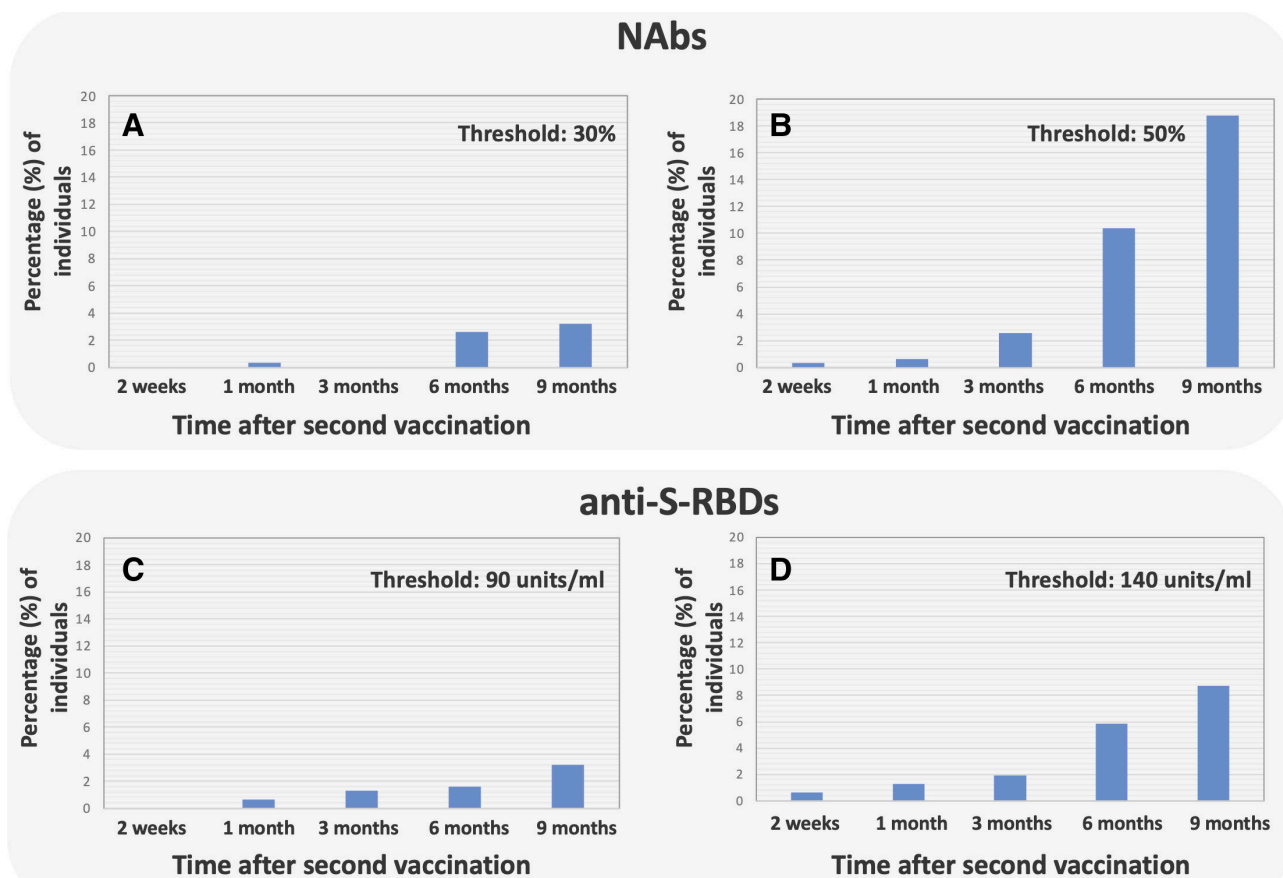 NAbs
A
Threshold: 30%
Percentage (%) of
individuals
20
18
16
14
12
10
8
6
4
2
0
2 weeks 1 month 3 months 6 months 9 months
Time after second vaccination
B
Threshold: 50%
Percentage (%) of
individuals
20
18
16
14
12
10
8
6
4
2
0
2 weeks 1 month 3 months 6 months 9 months
Time after second vaccination
anti-S-RBDs
C
Threshold: 90 units/ml
Percentage (%) of
individuals
20
18
16
14
12
10
8
6
4
2
0
2 weeks 1 month 3 months 6 months 9 months
Time after second vaccination
D
Threshold: 140 units/ml
Percentage (%) of
individuals
20
18
16
14
12
10
8
6
4
2
0
2 weeks 1 month 3 months 6 months 9 months
Time after second vaccination